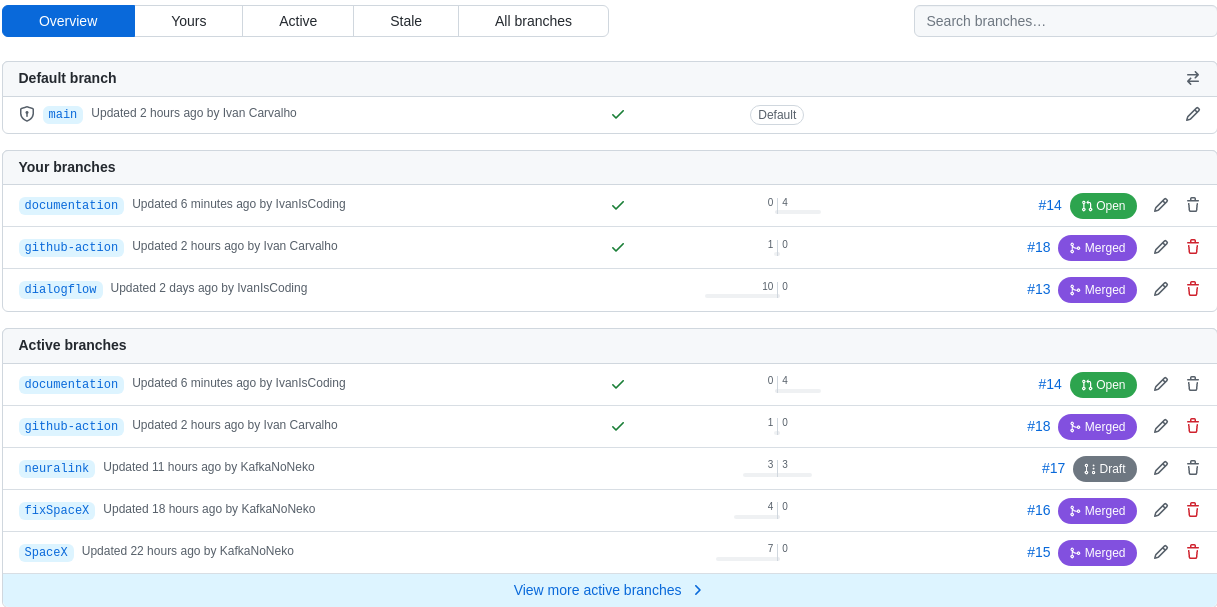 Overview Yours Active Stale All branches Search branches…
Default branch
main Updated 2 hours ago by Ivan Carvalho Default
Your branches
documentation Updated 6 minutes ago by IvanIsCoding 0 4 #14 Open
github-action Updated 2 hours ago by Ivan Carvalho 1 0 #18 Merged
dialogflow Updated 2 days ago by IvanIsCoding 10 0 #13 Merged
Active branches
documentation Updated 6 minutes ago by IvanIsCoding 0 4 #14 Open
github-action Updated 2 hours ago by Ivan Carvalho 1 0 #18 Merged
neuralink Updated 11 hours ago by KafkaNoNeko 3 3 #17 Draft
fixSpaceX Updated 18 hours ago by KafkaNoNeko 4 0 #16 Merged
SpaceX Updated 22 hours ago by KafkaNoNeko 7 0 #15 Merged
View more active branches